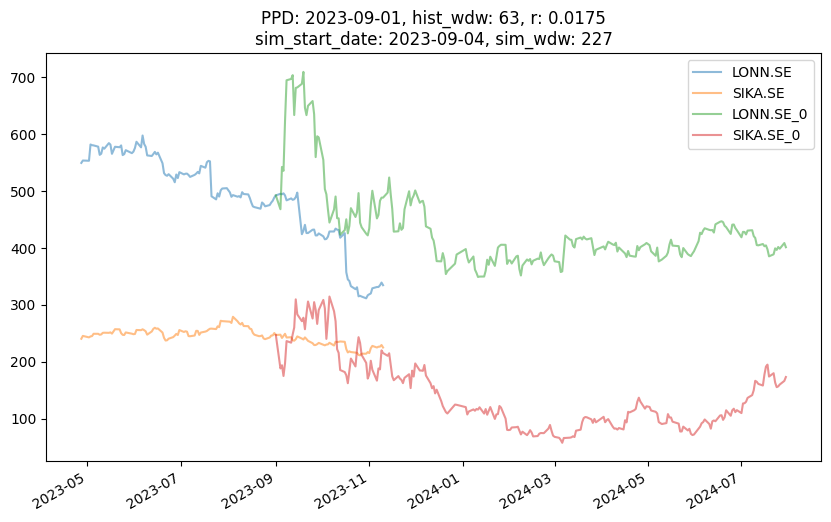 PPD: 2023-09-01, hist_wdw: 63, r: 0.0175
sim_start_date: 2023-09-04, sim_wdw: 227
LONN.SE
SIKA.SE
LONN.SE_0
SIKA.SE_0
700
600
500
400
300
200
100
2023-05
2023-07
2023-09
2023-11
2024-01
2024-03
2024-05
2024-07